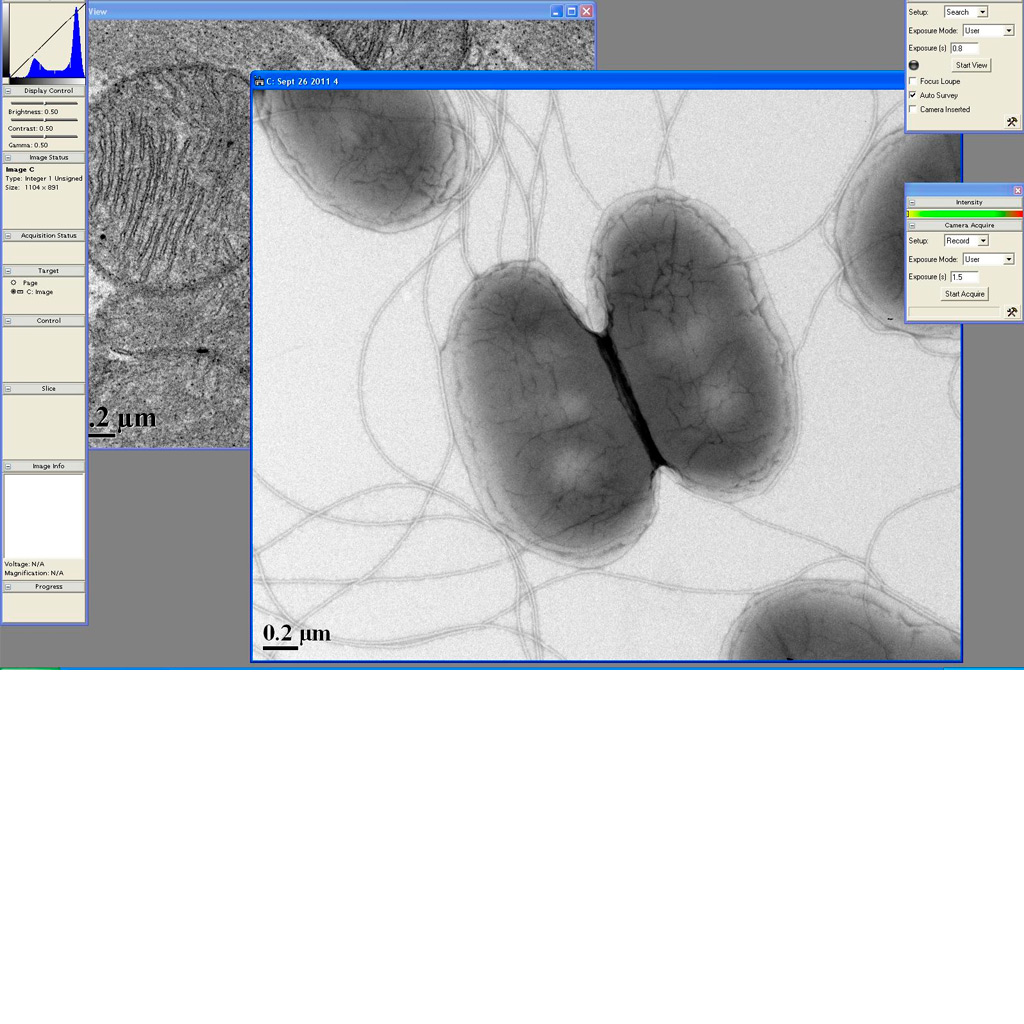 View
C: Sept 26 2011 4
Display Control
Brightness: 0.50
Contrast: 0.50
Gamma: 0.50
Image Status
Image C
Type: Integer 1 Unsigned
Size: 1104 x 891
Acquisition Status
Target
Page
C: Image
Control
Slice
Image Info
Voltage: N/A
Magnification: N/A
Progress
.2 µm
0.2 µm
Setup: Search
Exposure Mode: User
Exposure (s) 0.8
Start View
Focus Loupe
Auto Survey
Camera Inserted
Intensity
Camera Acquire
Setup: Record
Exposure Mode: User
Exposure (s) 1.5
Start Acquire